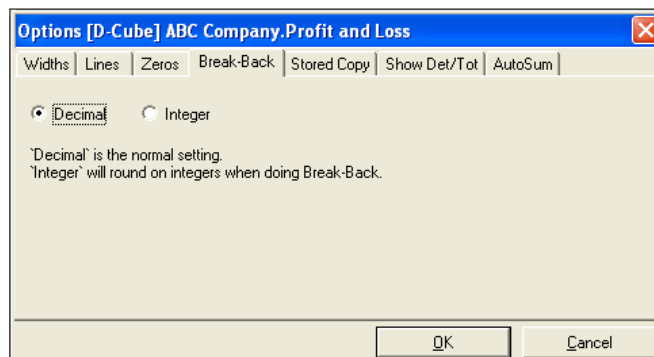 Options [D-Cube] ABC Company.Profit and Loss
Widths Lines Zeros Break-Back Stored Copy Show Det/Tot AutoSum
Decimal Integer
`Decimal` is the normal setting.
`Integer` will round on integers when doing Break-Back.
OK Cancel